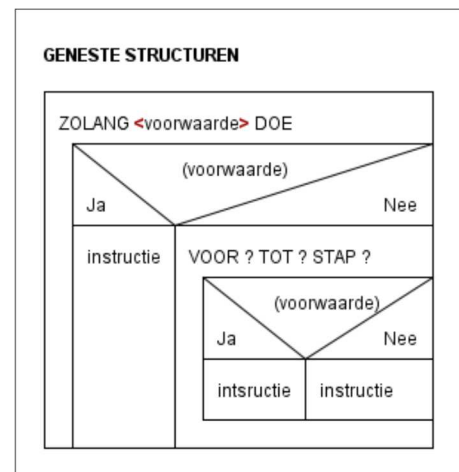 GENESTE STRUCTUREN
ZOLANG <voorwaarde> DOE
(voorwaarde)
Ja Nee
instructie VOOR ? TOT ? STAP ?
(voorwaarde)
Ja Nee
intsructie instructie